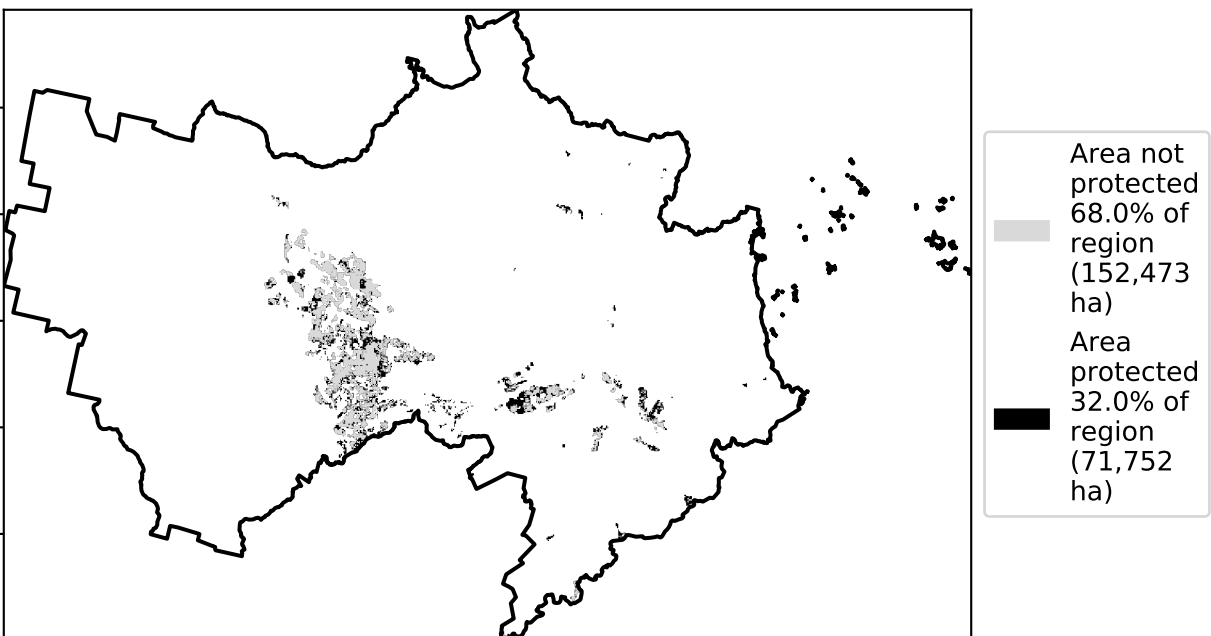 Area not
protected
68.0% of
region
(152,473
ha)
Area
protected
32.0% of
region
(71,752
ha)